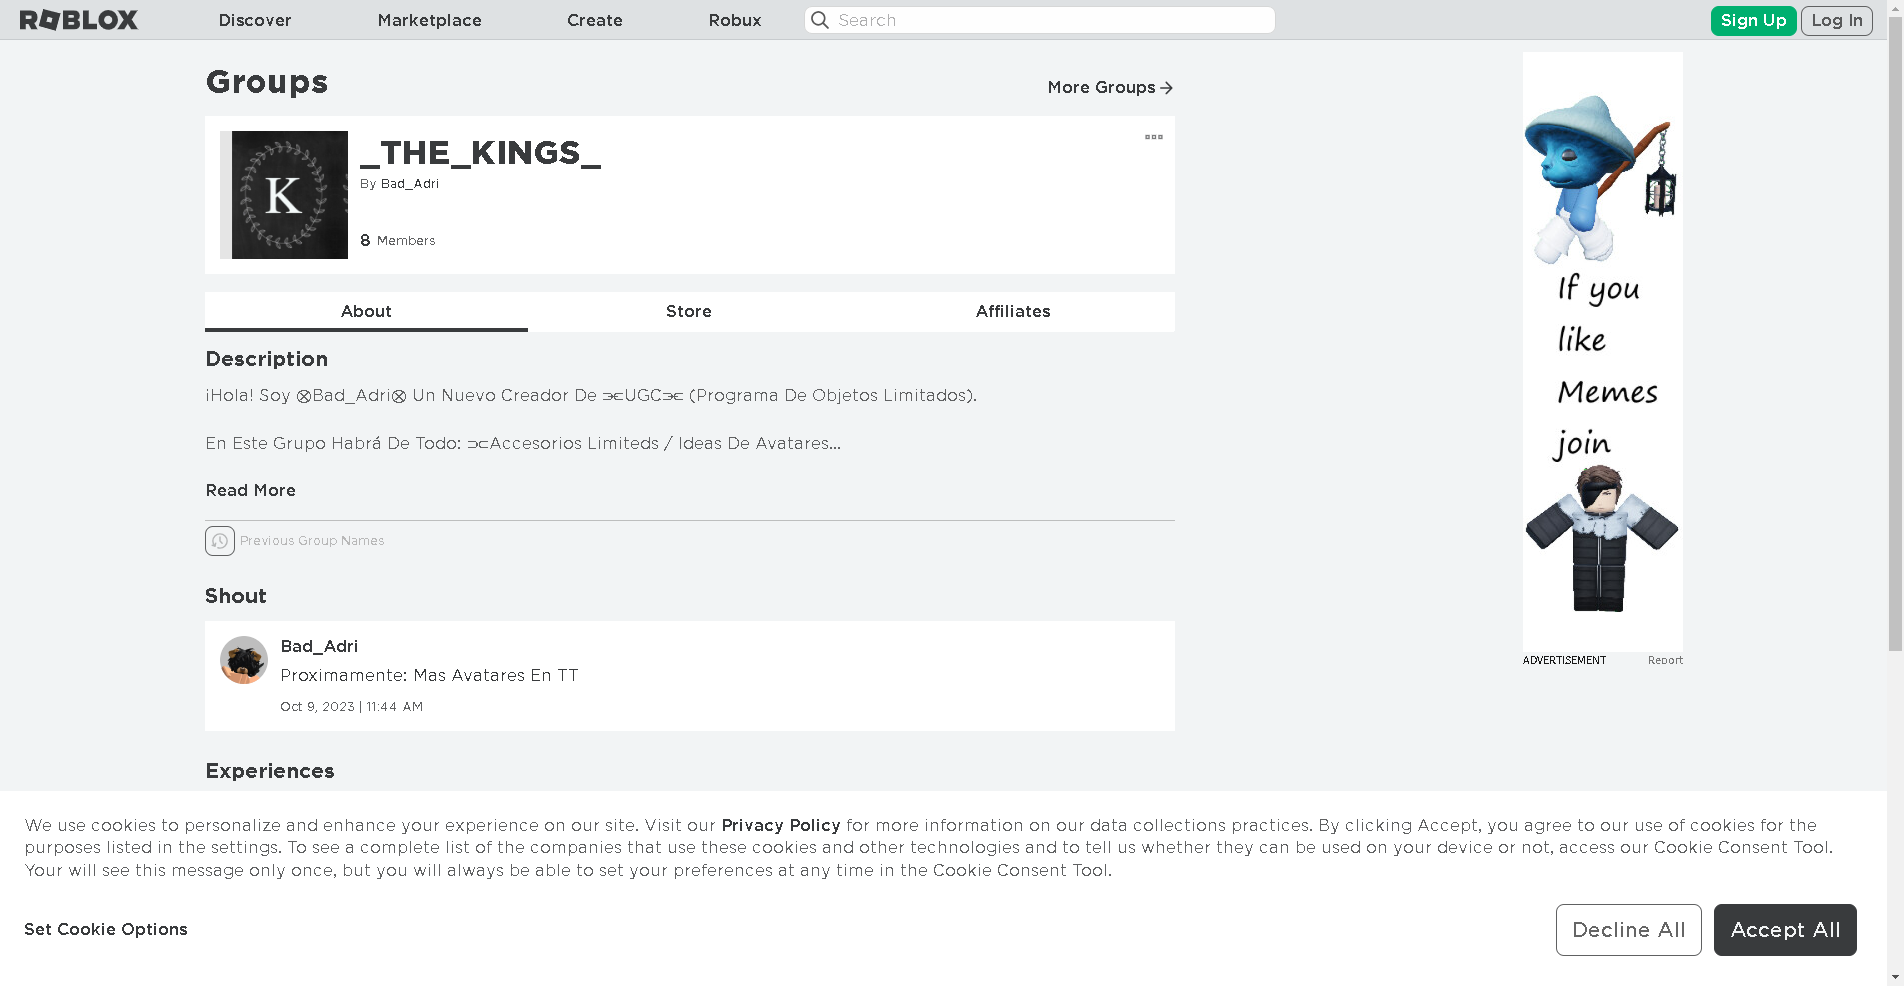 ROBLOX
Discover
Marketplace
Create
Robux
Search
Sign Up
Log In
Groups
More Groups
K
_THE_KINGS_
By Bad_Adri
8 Members
About
Store
Affiliates
Description
¡Hola! Soy ⊗Bad_Adri⊗ Un Nuevo Creador De ⫘UGC⫘ (Programa De Objetos Limitados).
En Este Grupo Habrá De Todo: ⊃⊂Accesorios Limiteds / Ideas De Avatares...
Read More
Previous Group Names
Shout
Bad_Adri
Proximamente: Mas Avatares En TT
Oct 9, 2023 | 11:44 AM
Experiences
If you
like
Memes
join
ADVERTISEMENT
Report
We use cookies to personalize and enhance your experience on our site. Visit our Privacy Policy for more information on our data collections practices. By clicking Accept, you agree to our use of cookies for the
purposes listed in the settings. To see a complete list of the companies that use these cookies and other technologies and to tell us whether they can be used on your device or not, access our Cookie Consent Tool.
Your will see this message only once, but you will always be able to set your preferences at any time in the Cookie Consent Tool.
Set Cookie Options
Decline All
Accept All